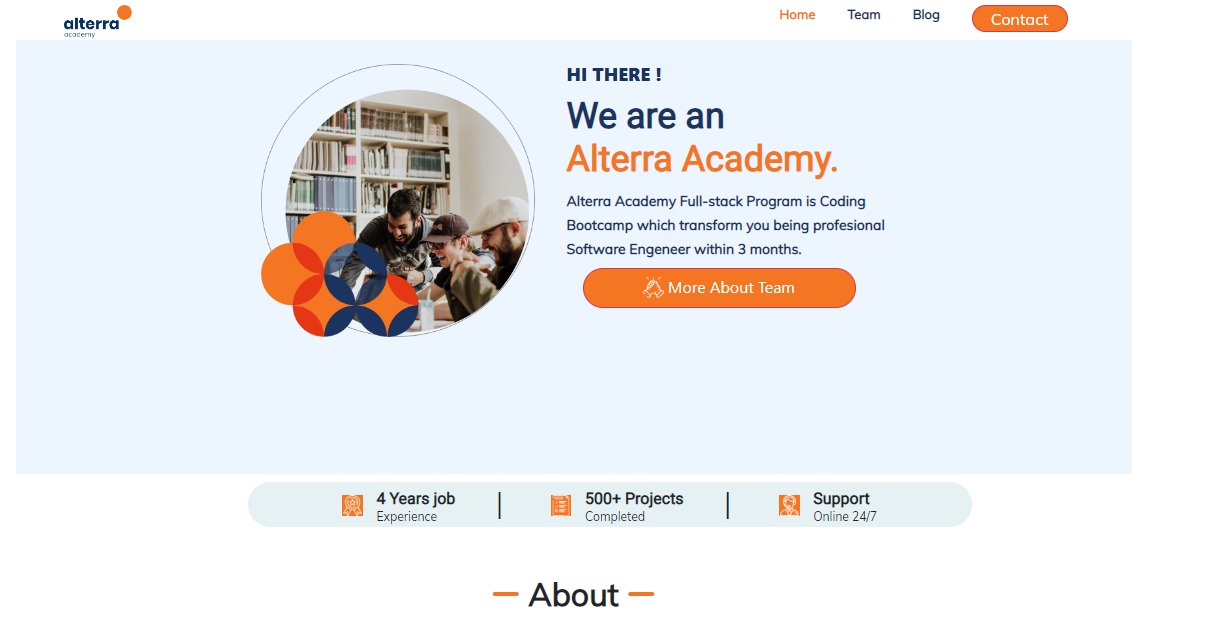 alterra
academy
Home
Team
Blog
Contact
HI THERE !
We are an
Alterra Academy.
Alterra Academy Full-stack Program is Coding
Bootcamp which transform you being profesional
Software Engeneer within 3 months.
More About Team
4 Years job
Experience
500+ Projects
Completed
Support
Online 24/7
About